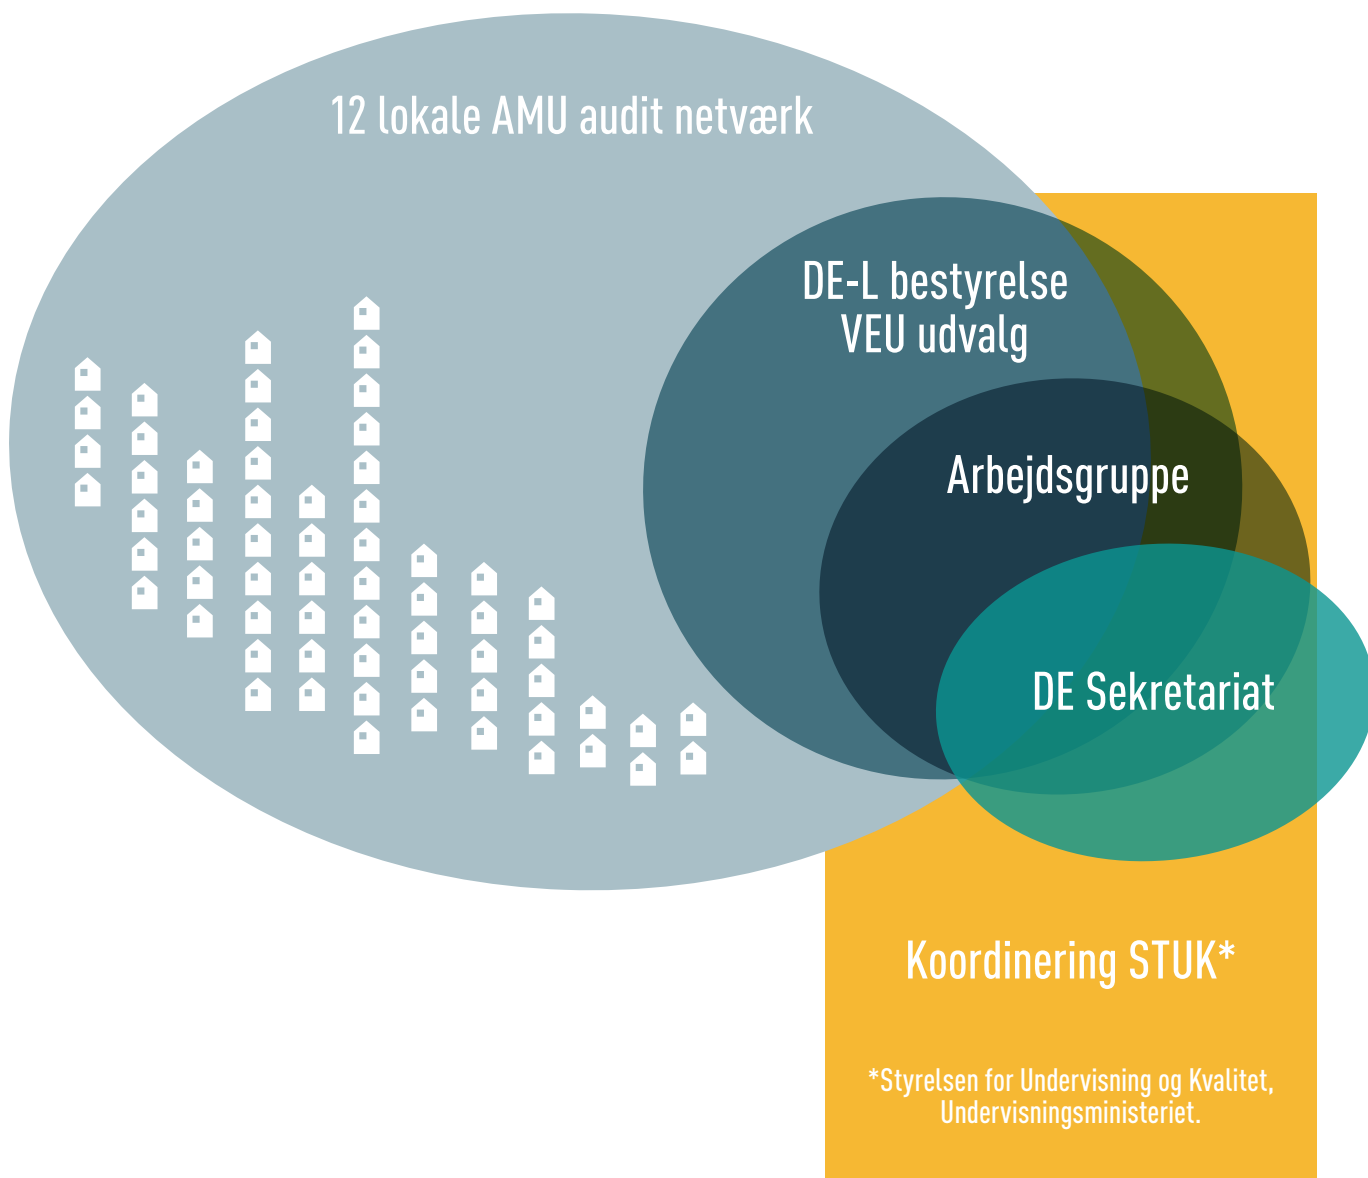 12 lokale AMU audit netværk
DE-L bestyrelse
VEU udvalg
Arbejdsgruppe
DE Sekretariat
Koordinering STUK*
*Styrelsen for Undervisning og Kvalitet,
Undervisningsministeriet.